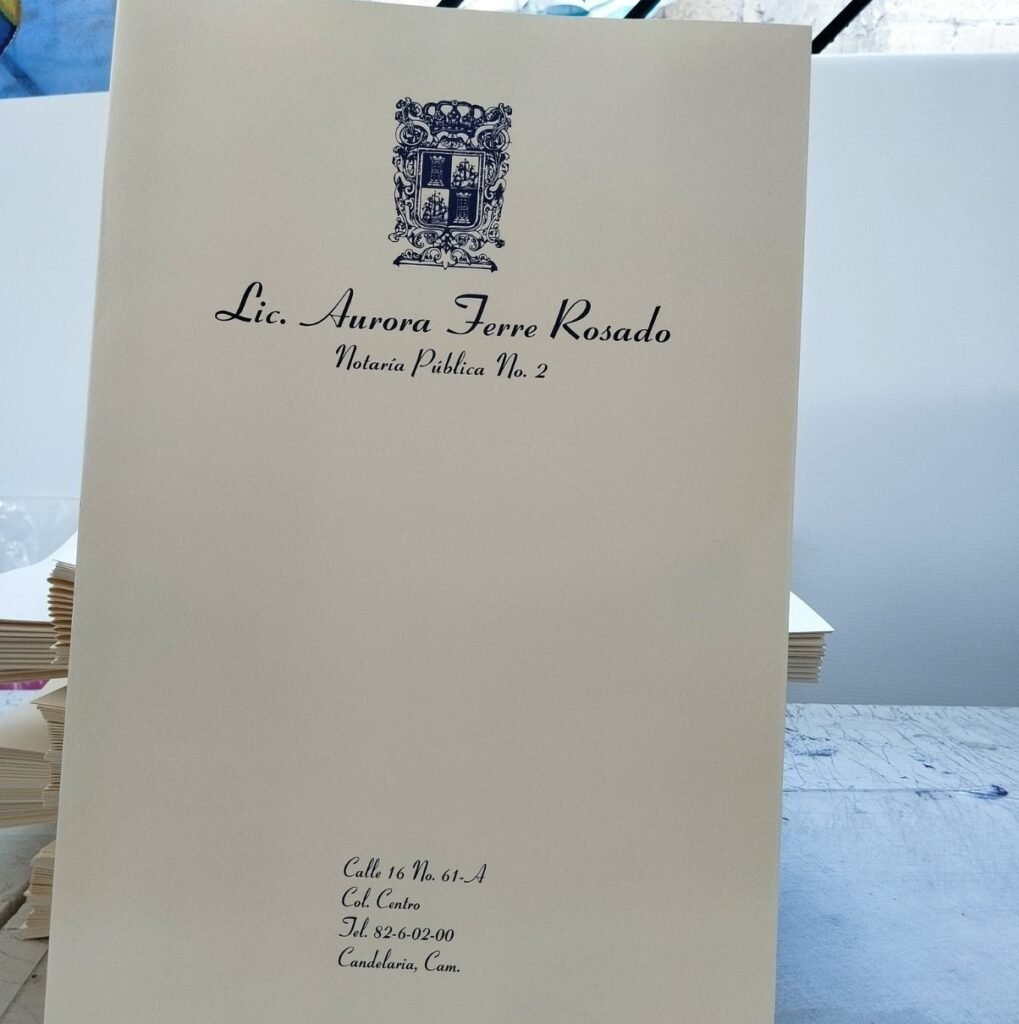 Lic. Aurora Ferre Rosado
Notaría Pública No. 2
Calle 16 No. 61-A
Col. Centro
Tel. 82-6-02-00
Candelaria, Cam.